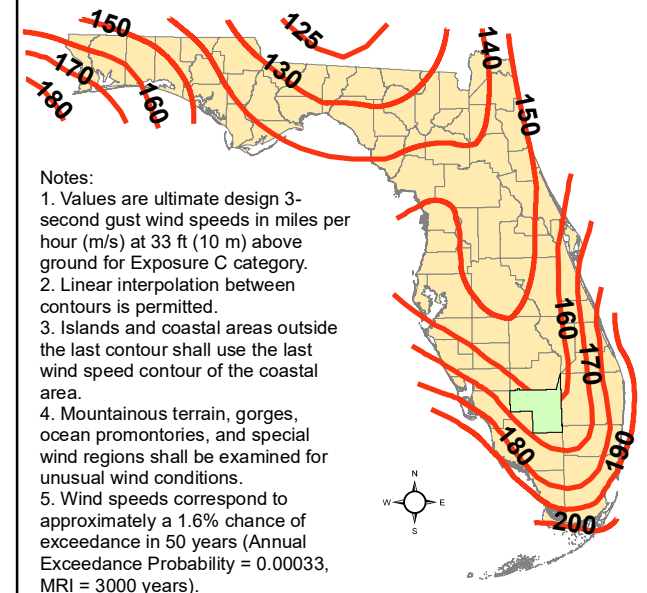 150
125
140
170
130
180
160
150
Notes:
1. Values are ultimate design 3-
second gust wind speeds in miles per
hour (m/s) at 33 ft (10 m) above
ground for Exposure C category.
2. Linear interpolation between
contours is permitted.
3. Islands and coastal areas outside
the last contour shall use the last
wind speed contour of the coastal
area.
4. Mountainous terrain, gorges,
ocean promontories, and special
wind regions shall be examined for
unusual wind conditions.
5. Wind speeds correspond to
approximately a 1.6% chance of
exceedance in 50 years (Annual
Exceedance Probability = 0.00033,
MRI = 3000 years).
160
170
180
190
N
W E
S
200